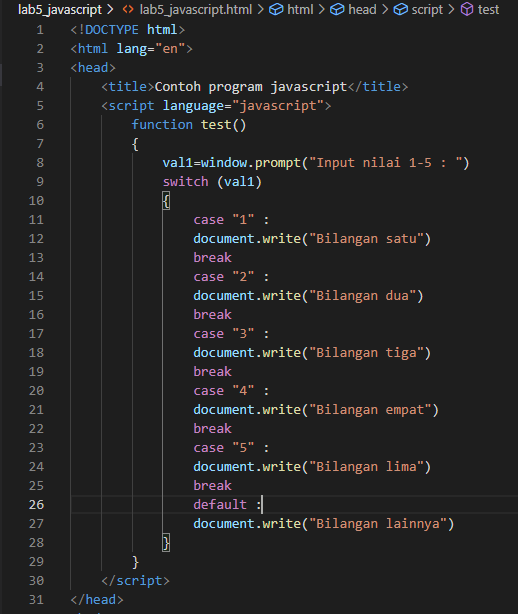 lab5_javascript > <> lab5_javascript.html > html > head > script > test
1 <!DOCTYPE html>
2 <html lang="en">
3 <head>
4     <title>Contoh program javascript</title>
5     <script language="javascript">
6         function test()
7         {
8             val1=window.prompt("Input nilai 1-5 : ")
9             switch (val1)
10             {
11                 case "1" :
12                 document.write("Bilangan satu")
13                 break
14                 case "2" :
15                 document.write("Bilangan dua")
16                 break
17                 case "3" :
18                 document.write("Bilangan tiga")
19                 break
20                 case "4" :
21                 document.write("Bilangan empat")
22                 break
23                 case "5" :
24                 document.write("Bilangan lima")
25                 break
26                 default :
27                 document.write("Bilangan lainnya")
28             }
29         }
30     </script>
31 </head>